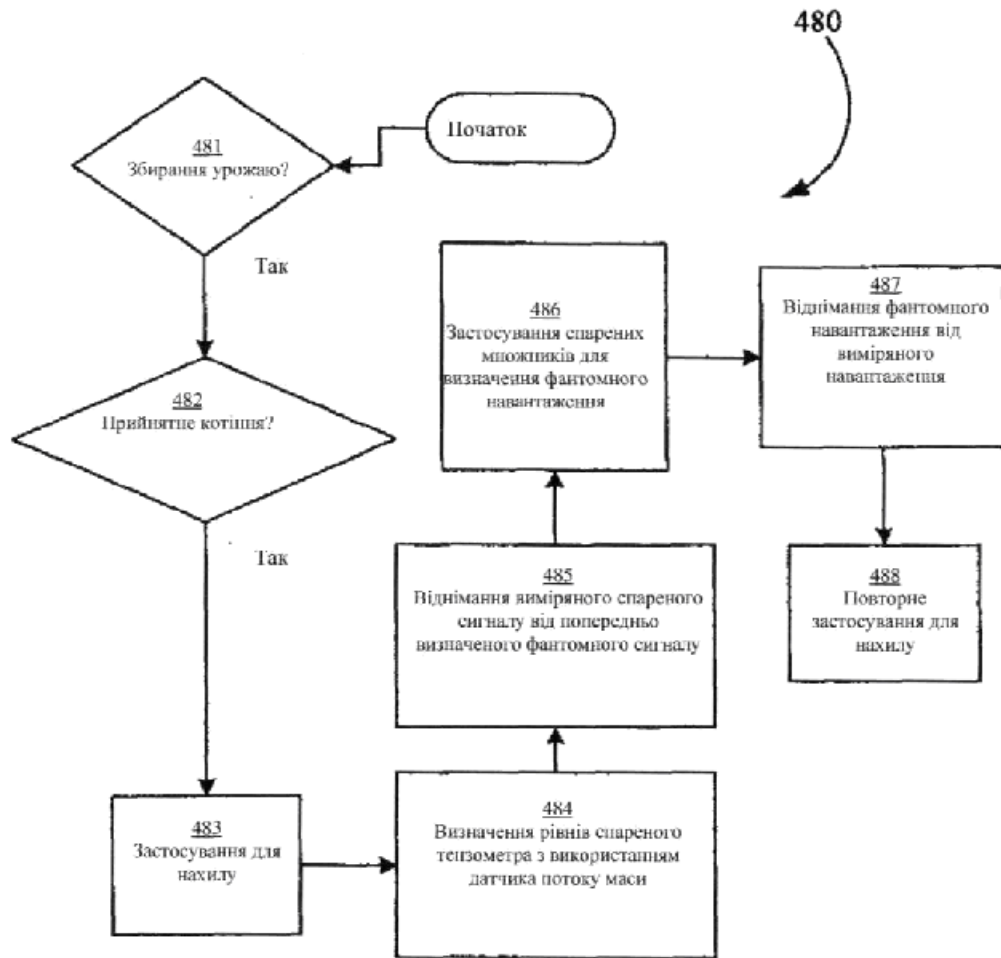 480
Початок
481
Збирання урожаю?
Так
482
Прийнятне котіння?
Так
483
Застосування для
нахилу
484
Визначення рівнів спареного
тензометра з використанням
датчика потоку маси
485
Віднімання виміряного спареного
сигналу від попередньо
визначеного фантомного сигналу
486
Застосування спарених
множників для
визначення фантомного
навантаження
487
Віднімання фантомного
навантаження від
виміряного
навантаження
488
Повторне
застосування для
нахилу